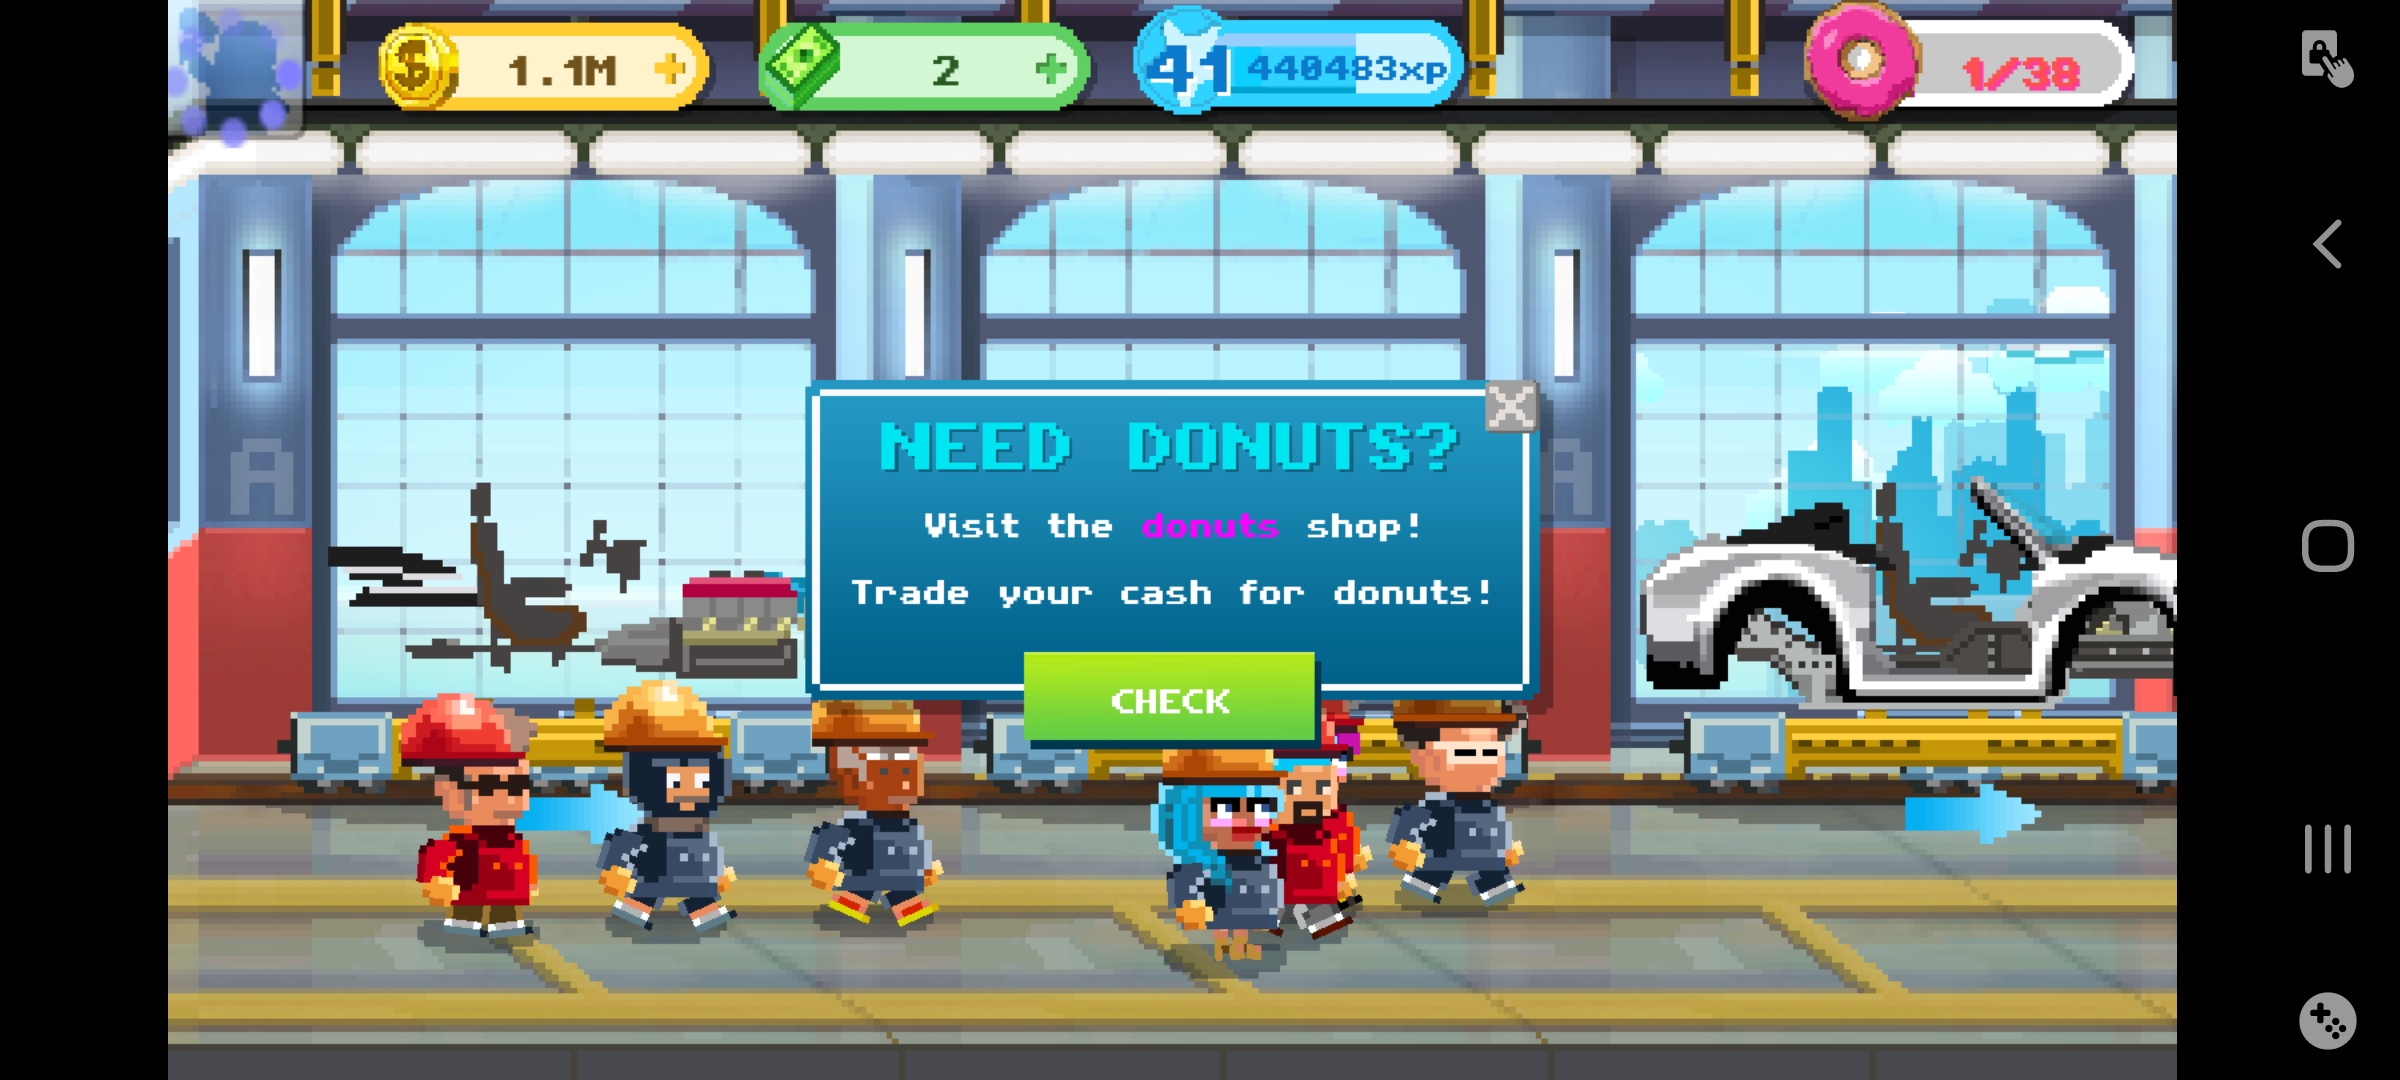 1.1M
2
41
440483xp
1/38
A
A
NEED DONUTS?
Visit the donuts shop!
Trade your cash for donuts!
CHECK